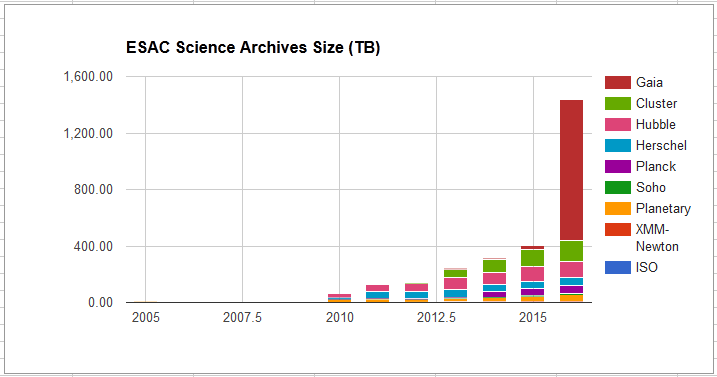 ESAC Science Archives Size (TB)
1,600.00
1,200.00
800.00
400.00
0.00
2005
2007.5
2010
2012.5
2015
Gaia
Cluster
Hubble
Herschel
Planck
Soho
Planetary
XMM-
Newton
ISO